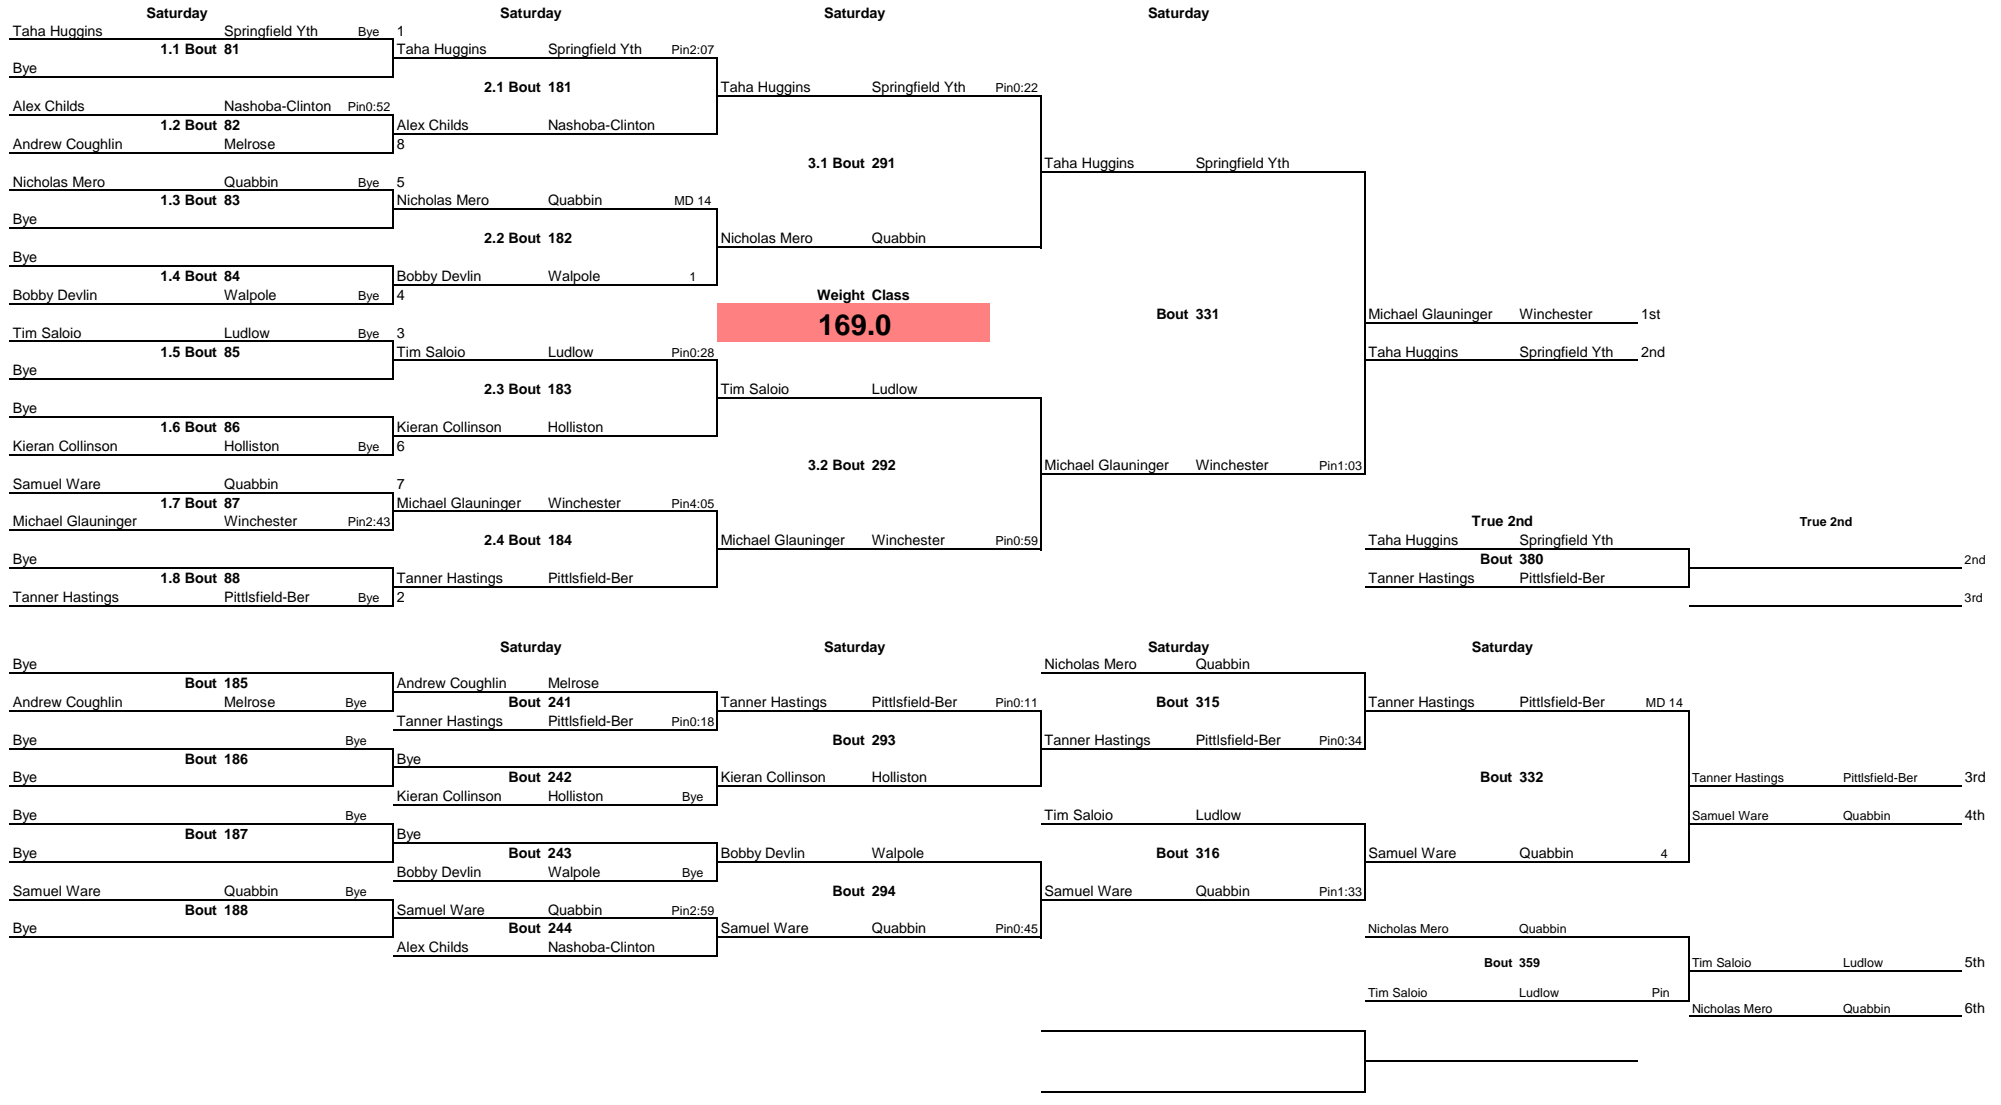 Saturday Saturday Saturday Saturday
Taha Huggins Springfield Yth Bye 1
1.1 Bout 81 Taha Huggins Springfield Yth Pin2:07
Bye
2.1 Bout 181 Taha Huggins Springfield Yth Pin0:22
Alex Childs Nashoba-Clinton Pin0:52
1.2 Bout 82 Alex Childs Nashoba-Clinton
Andrew Coughlin Melrose 8
3.1 Bout 291 Taha Huggins Springfield Yth
Nicholas Mero Quabbin Bye 5
1.3 Bout 83 Nicholas Mero Quabbin MD 14
Bye
2.2 Bout 182 Nicholas Mero Quabbin
Bye
1.4 Bout 84 Bobby Devlin Walpole 1
Bobby Devlin Walpole Bye 4 Weight Class
169.0 Bout 331 Michael Glauninger Winchester 1st
Tim Saloio Ludlow Bye 3
1.5 Bout 85 Tim Saloio Ludlow Pin0:28 Taha Huggins Springfield Yth 2nd
Bye
2.3 Bout 183 Tim Saloio Ludlow
Bye
1.6 Bout 86 Kieran Collinson Holliston
Kieran Collinson Holliston Bye 6
3.2 Bout 292 Michael Glauninger Winchester Pin1:03
Samuel Ware Quabbin 7
1.7 Bout 87 Michael Glauninger Winchester Pin4:05
Michael Glauninger Winchester Pin2:43 True 2nd True 2nd
2.4 Bout 184 Michael Glauninger Winchester Pin0:59 Taha Huggins Springfield Yth
Bye Bout 380 2nd
1.8 Bout 88 Tanner Hastings Pittlsfield-Ber Tanner Hastings Pittlsfield-Ber
Tanner Hastings Pittlsfield-Ber Bye 2 3rd
Saturday Saturday Saturday Saturday
Bye Nicholas Mero Quabbin
Bout 185 Andrew Coughlin Melrose
Andrew Coughlin Melrose Bye Bout 241 Tanner Hastings Pittlsfield-Ber Pin0:11 Bout 315 Tanner Hastings Pittlsfield-Ber MD 14
Tanner Hastings Pittlsfield-Ber Pin0:18
Bye Bye Bout 293 Tanner Hastings Pittlsfield-Ber Pin0:34
Bout 186 Bye
Bye Bout 242 Kieran Collinson Holliston Bout 332 Tanner Hastings Pittlsfield-Ber 3rd
Kieran Collinson Holliston Bye
Bye Bye Tim Saloio Ludlow Samuel Ware Quabbin 4th
Bout 187 Bye
Bye Bout 243 Bobby Devlin Walpole Bout 316 Samuel Ware Quabbin 4
Bobby Devlin Walpole Bye
Samuel Ware Quabbin Bye Bout 294 Samuel Ware Quabbin Pin1:33
Bout 188 Samuel Ware Quabbin Pin2:59
Bye Bout 244 Samuel Ware Quabbin Pin0:45 Nicholas Mero Quabbin
Alex Childs Nashoba-Clinton
Bout 359 Tim Saloio Ludlow 5th
Tim Saloio Ludlow Pin
Nicholas Mero Quabbin 6th